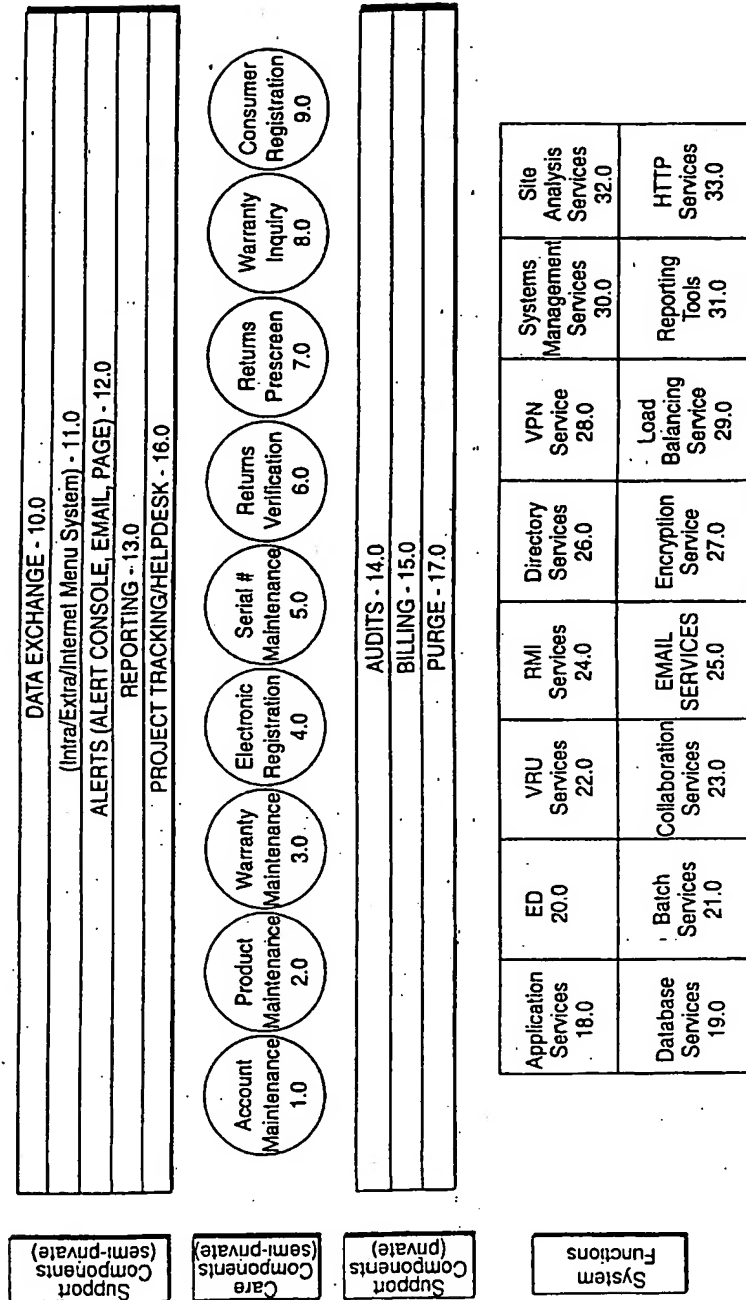 Support
Components
(semi-private)
DATA EXCHANGE - 10.0
(Intra/Extra/Internet Menu System) - 11.0
ALERTS (ALERT CONSOLE, EMAIL, PAGE) - 12.0
REPORTING - 13.0
PROJECT TRACKING/HELPDESK - 16.0
Care
Components
(semi-private)
Account
Maintenance
1.0
Product
Maintenance
2.0
Warranty
Maintenance
3.0
Electronic
Registration
4.0
Serial #
Maintenance
5.0
Returns
Verification
6.0
Returns
Prescreen
7.0
Warranty
Inquiry
8.0
Consumer
Registration
9.0
Support
Components
(private)
AUDITS - 14.0
BILLING - 15.0
PURGE - 17.0
System
Functions
Application
Services
18.0
ED
20.0
VRU
Services
22.0
RMI
Services
24.0
Directory
Services
26.0
VPN
Service
28.0
Systems
Management
Services
30.0
Site
Analysis
Services
32.0
Database
Services
19.0
Batch
Services
21.0
Collaboration
Services
23.0
EMAIL
SERVICES
25.0
Encryption
Service
27.0
Load
Balancing
Service
29.0
Reporting
Tools
31.0
HTTP
Services
33.0